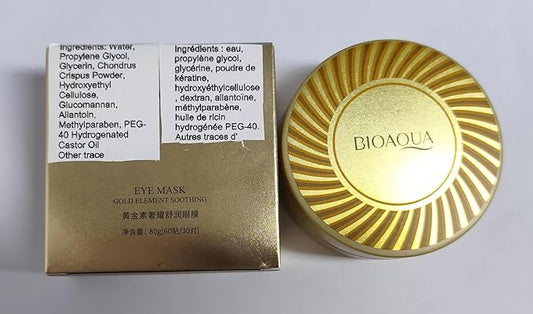 Ingredients: Water,
Propylene Glycol,
Glycerin, Chondrus
Crispus Powder,
Hydroxyethyl
Cellulose,
Glucomannan,
Allantoin,
Methylparaben, PEG-
40 Hydrogenated
Castor Oil
Other trace
Ingrédients : eau,
propylène glycol,
glycérine, poudre de
kératine,
hydroxyéthylcellulose
, dextran, allantoïne,
méthylparabène,
huile de ricin
hydrogénée PEG-40.
Autres traces d'
EYE MASK
GOLD ELEMENT SOOTHING
黄金素奢耀舒润眼膜
净含量：80g(60贴/30对)
BIOAQUA